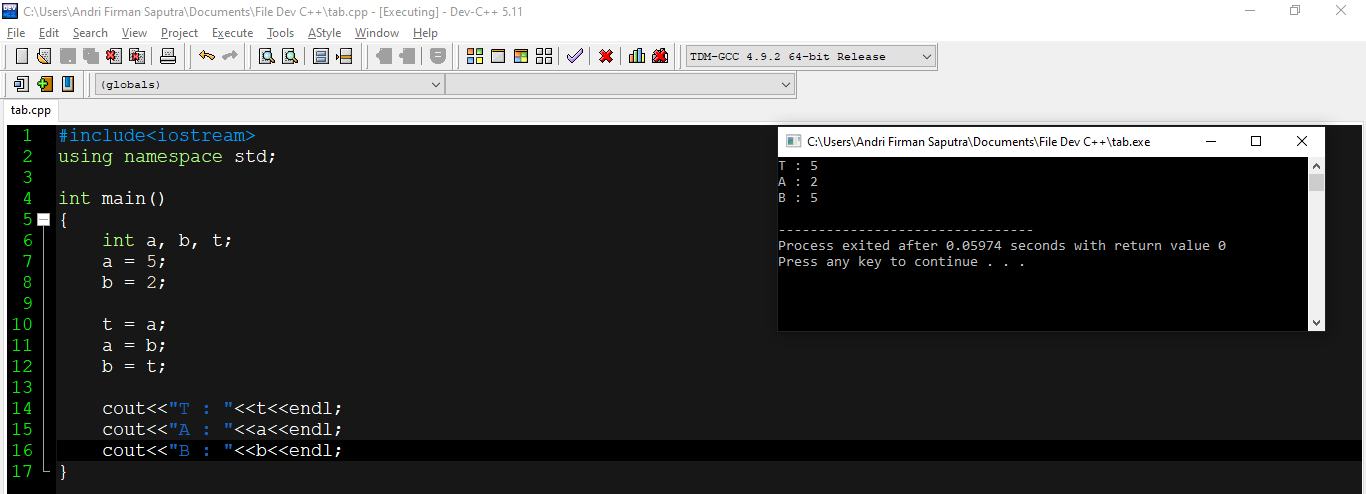 C:\Users\Andri Firman Saputra\Documents\File Dev C++\tab.cpp - [Executing] - Dev-C++ 5.11
File Edit Search View Project Execute Tools AStyle Window Help
TDM-GCC 4.9.2 64-bit Release
(globals)
tab.cpp
1 #include<iostream>
2 using namespace std;
3
4 int main()
5 {
6 int a, b, t;
7 a = 5;
8 b = 2;
9
10 t = a;
11 a = b;
12 b = t;
13
14 cout<<"T : "<<t<<endl;
15 cout<<"A : "<<a<<endl;
16 cout<<"B : "<<b<<endl;
17 }
C:\Users\Andri Firman Saputra\Documents\File Dev C++\tab.exe
T : 5
A : 2
B : 5
--------------------------------
Process exited after 0.05974 seconds with return value 0
Press any key to continue . . .